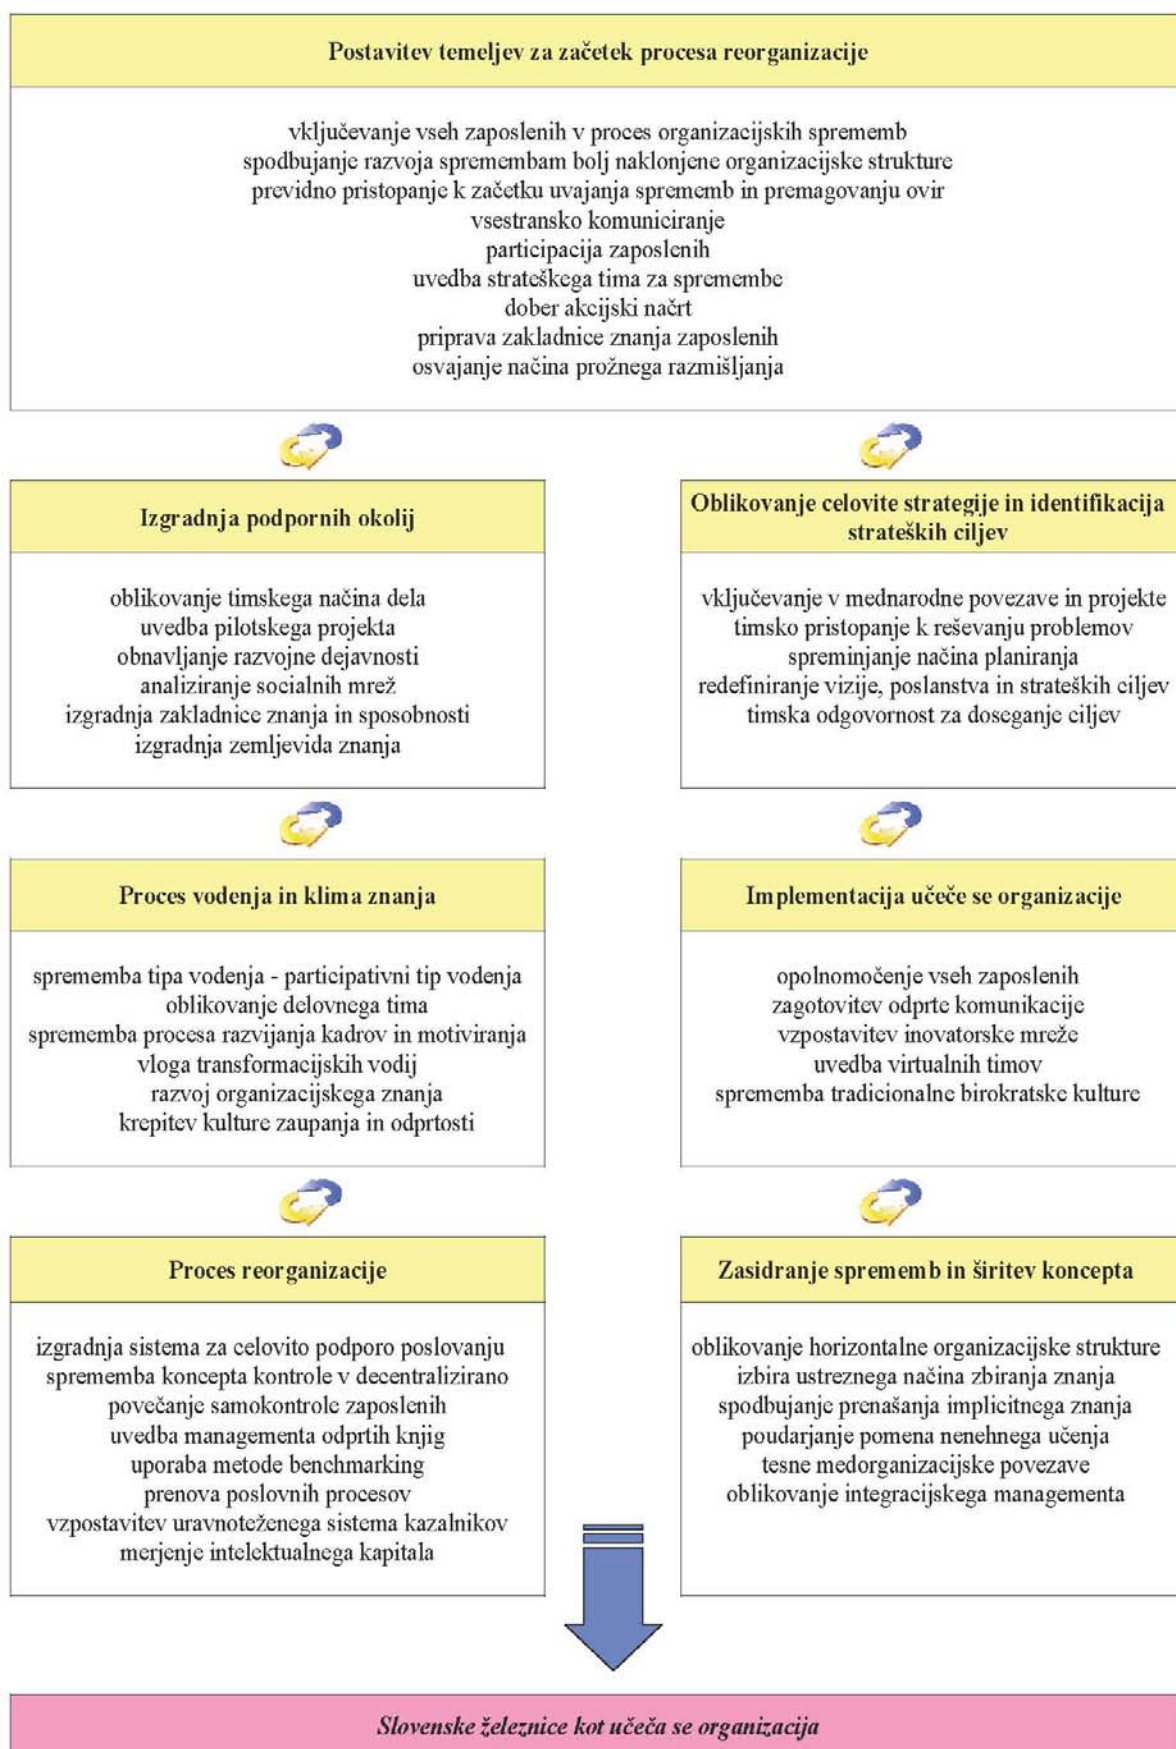 Postavitev temeljev za začetek procesa reorganizacije
vključevanje vseh zaposlenih v proces organizacijskih sprememb
spodbujanje razvoja spremembam bolj naklonjene organizacijske strukture
previdno pristopanje k začetku uvajanja sprememb in premagovanju ovir
vsestransko komuniciranje
participacija zaposlenih
uvedba strateškega tima za spremembe
dober akcijski načrt
priprava zakladnice znanja zaposlenih
osvajanje načina prožnega razmišljanja
Izgradnja podpornih okolij
oblikovanje timskega načina dela
uvedba pilotskega projekta
obnavljanje razvojne dejavnosti
analiziranje socialnih mrež
izgradnja zakladnice znanja in sposobnosti
izgradnja zemljevida znanja
Oblikovanje celovite strategije in identifikacija
strateških ciljev
vključevanje v mednarodne povezave in projekte
timsko pristopanje k reševanju problemov
spreminjanje načina planiranja
redefiniranje vizije, poslanstva in strateških ciljev
timska odgovornost za doseganje ciljev
Proces vodenja in klima znanja
sprememba tipa vodenja - participativni tip vodenja
oblikovanje delovnega tima
sprememba procesa razvijanja kadrov in motiviranja
vloga transformacijskih vodij
razvoj organizacijskega znanja
krepitev kulture zaupanja in odprtosti
Implementacija učeče se organizacije
opolnomočenje vseh zaposlenih
zagotovitev odprte komunikacije
vzpostavitev inovatorske mreže
uvedba virtualnih timov
sprememba tradicionalne birokratske kulture
Proces reorganizacije
izgradnja sistema za celovito podporo poslovanju
sprememba koncepta kontrole v decentralizirano
povečanje samokontrole zaposlenih
uvedba managementa odprtih knjig
uporaba metode benchmarking
prenova poslovnih procesov
vzpostavitev uravnoteženega sistema kazalnikov
merjenje intelektualnega kapitala
Zasidranje sprememb in širitev koncepta
oblikovanje horizontalne organizacijske strukture
izbira ustreznega načina zbiranja znanja
spodbujanje prenašanja implicitnega znanja
poudarjanje pomena nenehnega učenja
tesne medorganizacijske povezave
oblikovanje integracijskega managementa
Slovenske železnice kot učeča se organizacija